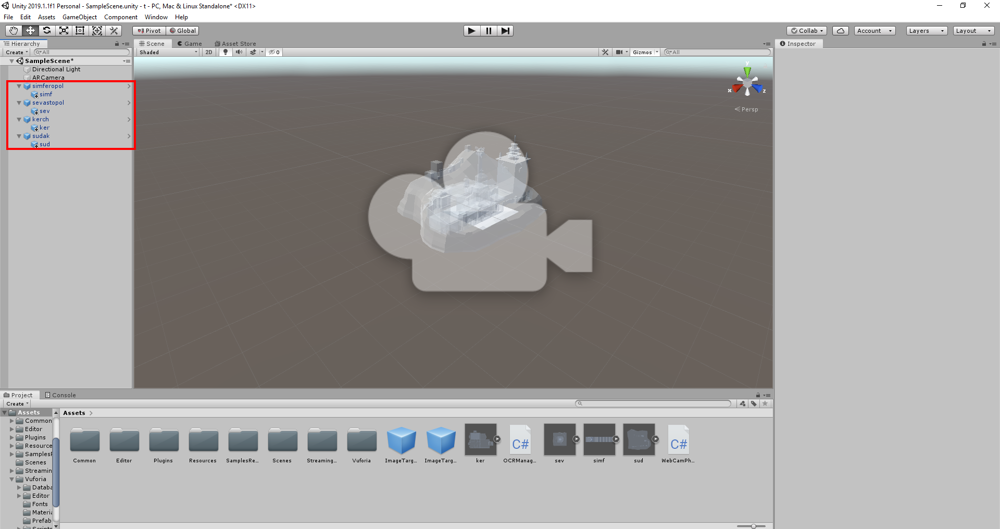 Unity 2019.1.1f1 Personal - SampleScene.unity - t - PC, Mac & Linux Standalone* <DX11>
File Edit Assets GameObject Component Window Help
Pivot Global Collab Account Layers Layout
Hierarchy
Create All
SampleScene*
Directional Light
ARCamera
simferopol
simf
sevastopol
sev
kerch
ker
sudak
sud
Scene Game Asset Store
Shaded 2D 0 Gizmos All
y
x z
Persp
Inspector
Project Console
Create
Assets
Common
Editor
Plugins
Resource
Samples
Scenes
Streamin
Vuforia
Databa
Editor
Fonts
Materia
Prefab
Scripts
Assets
Common Editor Plugins Resources SamplesRe... Scenes Streaming... Vuforia ImageTarg... ImageTarg... ker OCRManag... sev simf sud WebCamPh...
C# C#